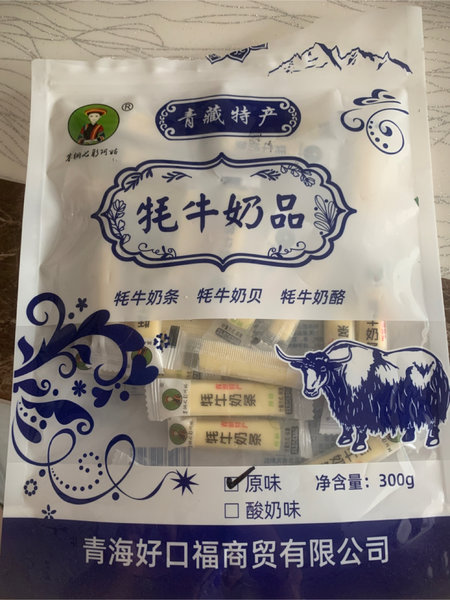 ®
青藏特产
牦牛奶品
牦牛奶条 牦牛奶贝 牦牛奶酪
牦牛奶条
牦牛奶条
原味 净含量：300g
酸奶味
青海好口福商贸有限公司